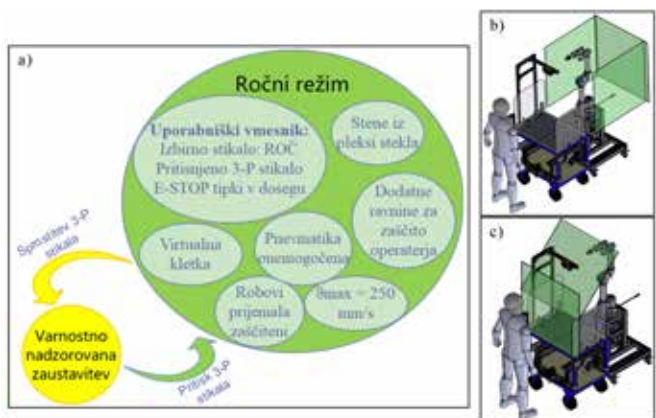 a)
Ročni režim
Uporabniški vmesnik:
Izbirno stikalo: ROČ
Pritisnjeno 3-P stikalo
E-STOP tipki v dosegu
Stene iz
pleksi stekla
Dodatne
ravnine za
zaščito
operaterja
Virtualna
kletka
Pnevmatika
onemogočena
Robovi
prijemala
zaščiteni
ϑmax = 250
mm/s
Sprostitev 3-P
stikala
Varnostno
nadzorovana
zaustavitev
Pritisk 3-P
stikala
b)
c)